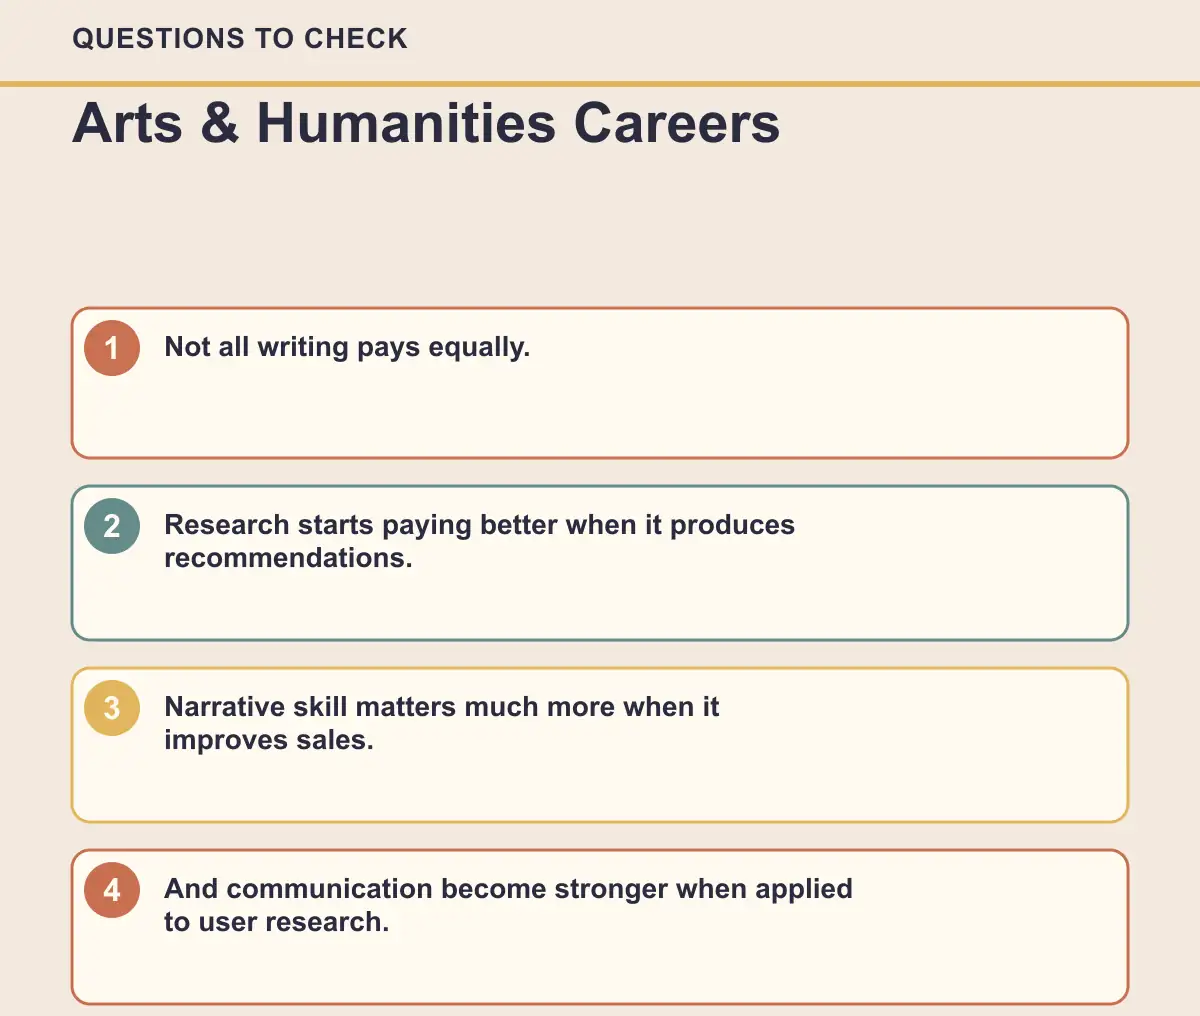 QUESTIONS TO CHECK
Arts & Humanities Careers
1
Not all writing pays equally.
2
Research starts paying better when it produces
recommendations.
3
Narrative skill matters much more when it
improves sales.
4
And communication become stronger when applied
to user research.